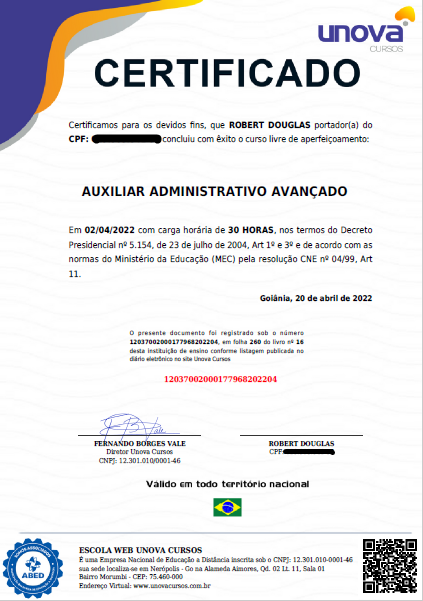 unova
CURSOS
CERTIFICADO
Certificamos para os devidos fins, que ROBERT DOUGLAS portador(a) do
CPF: concluiu com êxito o curso livre de aperfeiçoamento:
AUXILIAR ADMINISTRATIVO AVANÇADO
Em 02/04/2022 com carga horária de 30 HORAS, nos termos do Decreto
Presidencial nº 5.154, de 23 de julho de 2004, Art 1º e 3º e de acordo com as
normas do Ministério da Educação (MEC) pela resolução CNE nº 04/99, Art
11.
Goiânia, 20 de abril de 2022
O presente documento foi registrado sob o número
12037002000177968202204, em folha 260 do livro nº 16
desta instituição de ensino conforme listagem publicada no
diário eletrônico no site Unova Cursos
12037002000177968202204
FERNANDO BORGES VALE
Diretor Unova Cursos
CNPJ: 12.301.010/0001-46
ROBERT DOUGLAS
CPF:
Válido em todo território nacional
ABED
ESCOLA WEB UNOVA CURSOS
É uma Empresa Nacional de Educação a Distância inscrita sob o CNPJ: 12.301.010-0001-46
sua sede localiza-se em Nerópolis - Go na Alameda Aimores, Qd. 02 Lt. 11, Sala 01
Bairro Morumbi - CEP: 75.460-000
Endereço Virtual: www.unovacursos.com.br